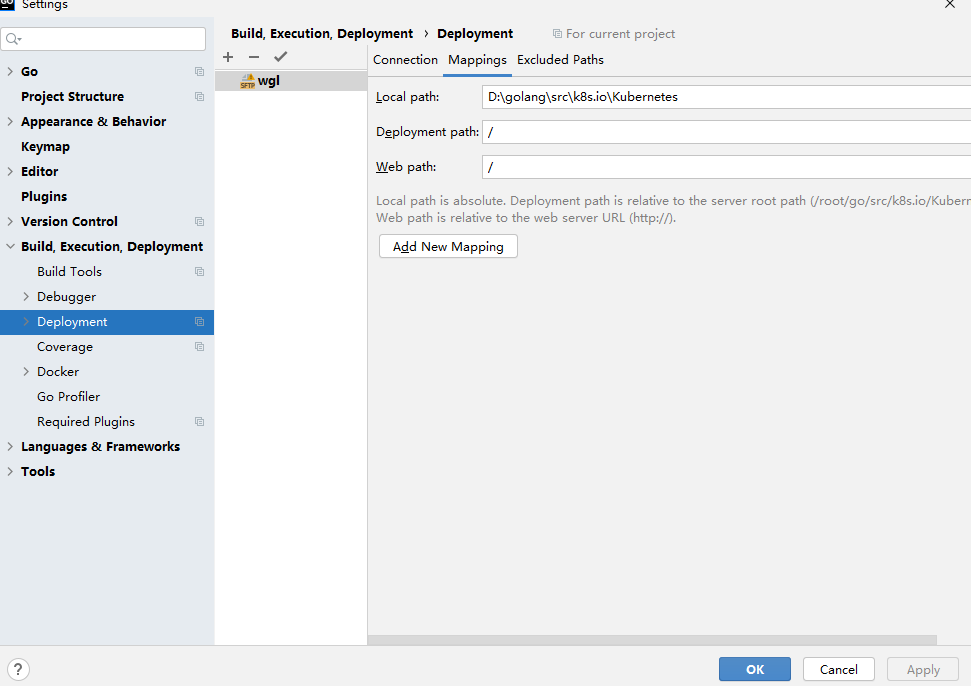 GO Settings
Build, Execution, Deployment › Deployment For current project
Go
Project Structure
Appearance & Behavior
Keymap
Editor
Plugins
Version Control
Build, Execution, Deployment
Build Tools
Debugger
Deployment
Coverage
Docker
Go Profiler
Required Plugins
Languages & Frameworks
Tools
SFTP wgl
Connection Mappings Excluded Paths
Local path: D:\golang\src\k8s.io\Kubernetes
Deployment path: /
Web path: /
Local path is absolute. Deployment path is relative to the server root path (/root/go/src/k8s.io/Kubern
Web path is relative to the web server URL (http://).
Add New Mapping
? OK Cancel Apply